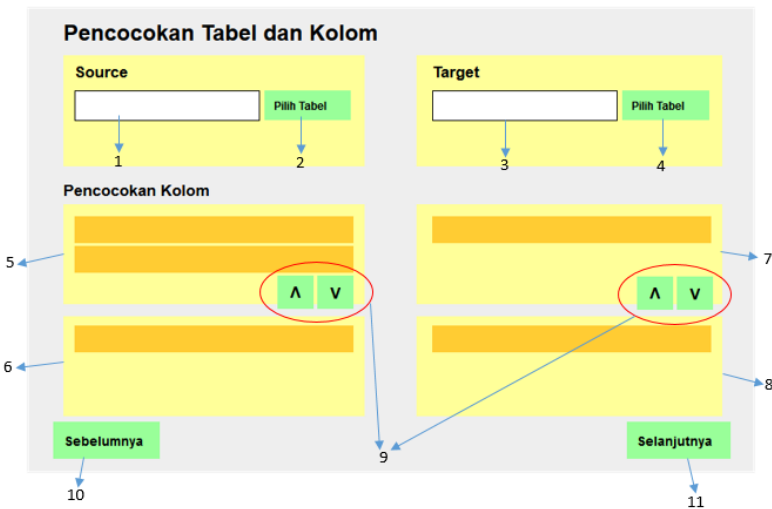 Pencocokan Tabel dan Kolom
Source
Target
Pilih Tabel
Pilih Tabel
1
2
3
4
Pencocokan Kolom
5
7
Λ V
Λ V
6
8
Sebelumnya
Selanjutnya
9
10
11